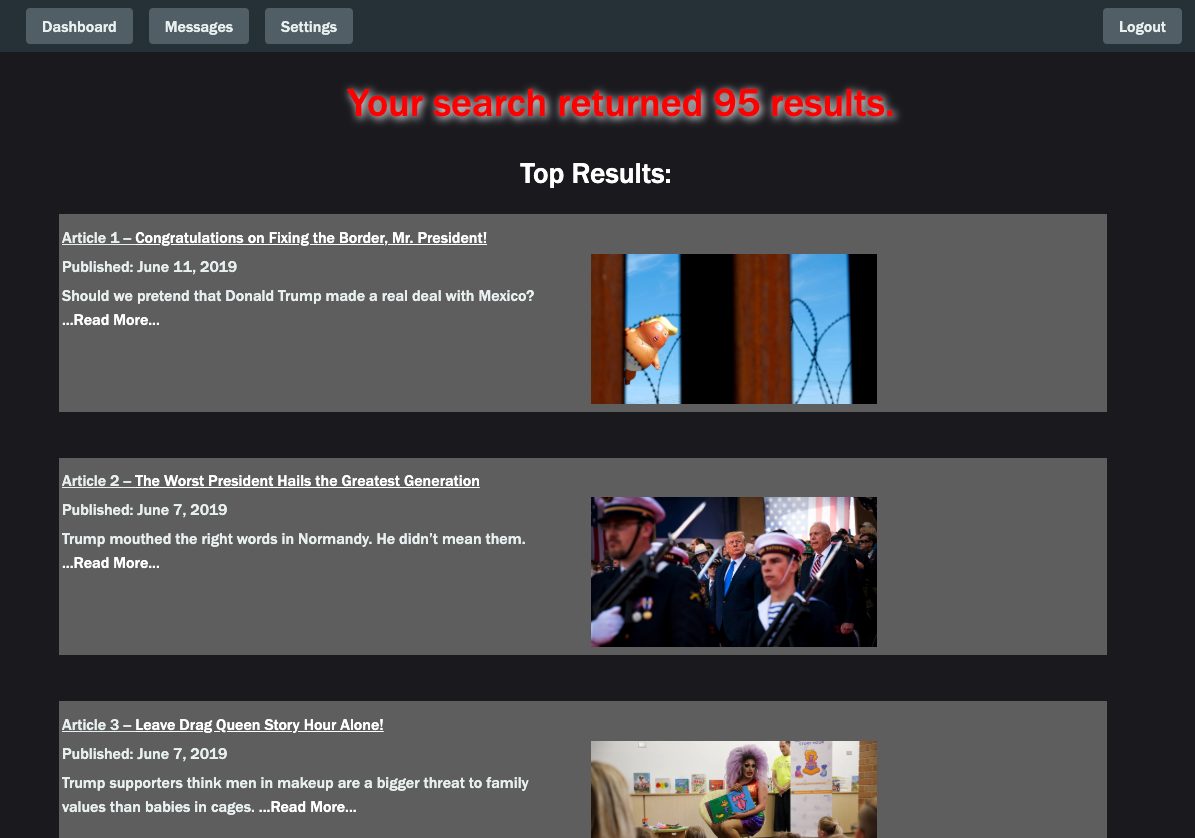 Dashboard
Messages
Settings
Logout
Your search returned 95 results.
Top Results:
Article 1 – Congratulations on Fixing the Border, Mr. President!
Published: June 11, 2019
Should we pretend that Donald Trump made a real deal with Mexico?
...Read More...
Article 2 – The Worst President Hails the Greatest Generation
Published: June 7, 2019
Trump mouthed the right words in Normandy. He didn’t mean them.
...Read More...
Article 3 – Leave Drag Queen Story Hour Alone!
Published: June 7, 2019
Trump supporters think men in makeup are a bigger threat to family
values than babies in cages. ...Read More...